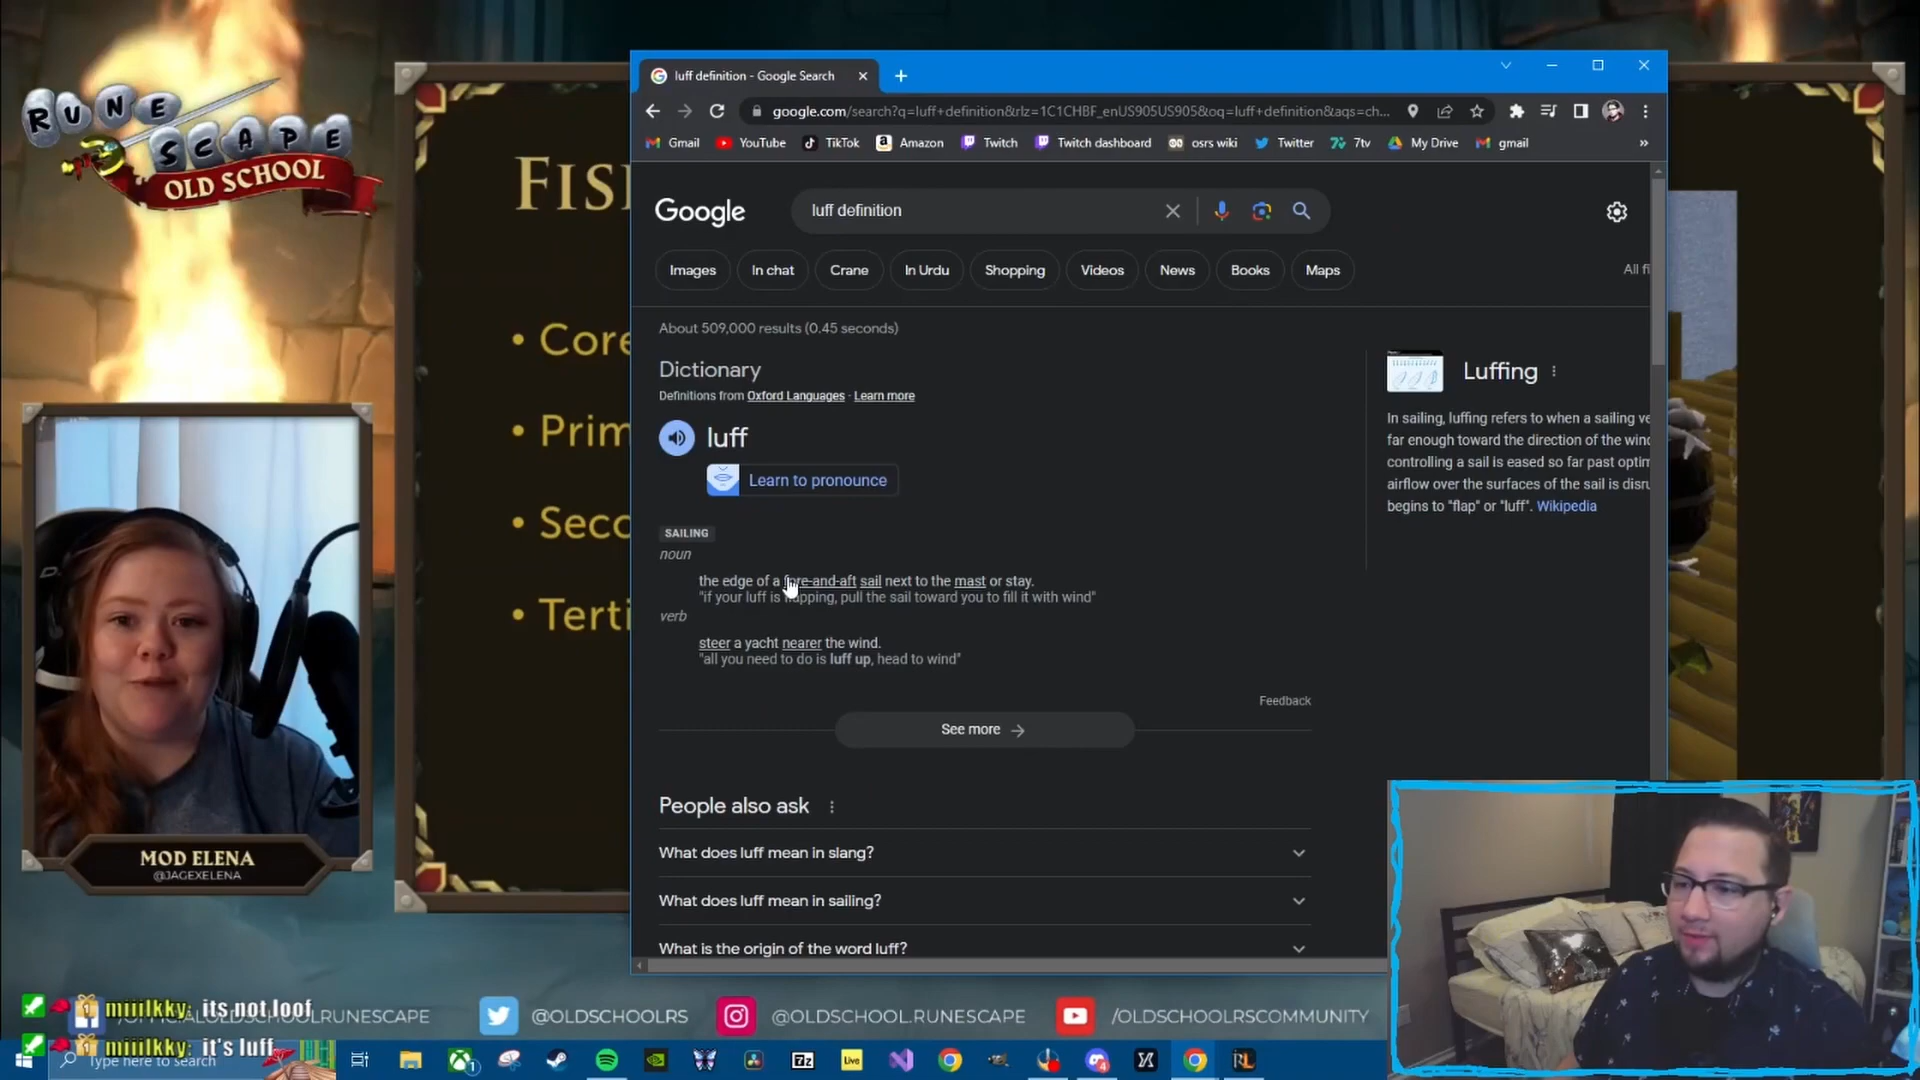 RUNE
SCAPE
OLD SCHOOL
FIS
• Core
• Prim
• Seco
• Terti
MOD ELENA
@JAGEXELENA
luff definition - Google Search
google.com/search?q=luff+definition&rlz=1C1CHBF_enUS905US905&oq=luff+definition&aqs=ch...
Gmail YouTube TikTok Amazon Twitch Twitch dashboard osrs wiki Twitter 7tv My Drive gmail »
Google
luff definition
Images In chat Crane In Urdu Shopping Videos News Books Maps All fi
About 509,000 results (0.45 seconds)
Dictionary
Definitions from Oxford Languages · Learn more
luff
Learn to pronounce
SAILING
noun
the edge of a fore-and-aft sail next to the mast or stay.
"if your luff is flapping, pull the sail toward you to fill it with wind"
verb
steer a yacht nearer the wind.
"all you need to do is luff up, head to wind"
Feedback
See more
People also ask
What does luff mean in slang?
What does luff mean in sailing?
What is the origin of the word luff?
Luffing
In sailing, luffing refers to when a sailing ve
far enough toward the direction of the wind
controlling a sail is eased so far past optim
airflow over the surfaces of the sail is disru
begins to "flap" or "luff". Wikipedia
miiilkky: its not loof
miiilkky: it's luff
/OFFICIALOLDSCHOOLRUNESCAPE @OLDSCHOOLRS @OLDSCHOOL.RUNESCAPE /OLDSCHOOLRSCOMMUNITY
Type here to search